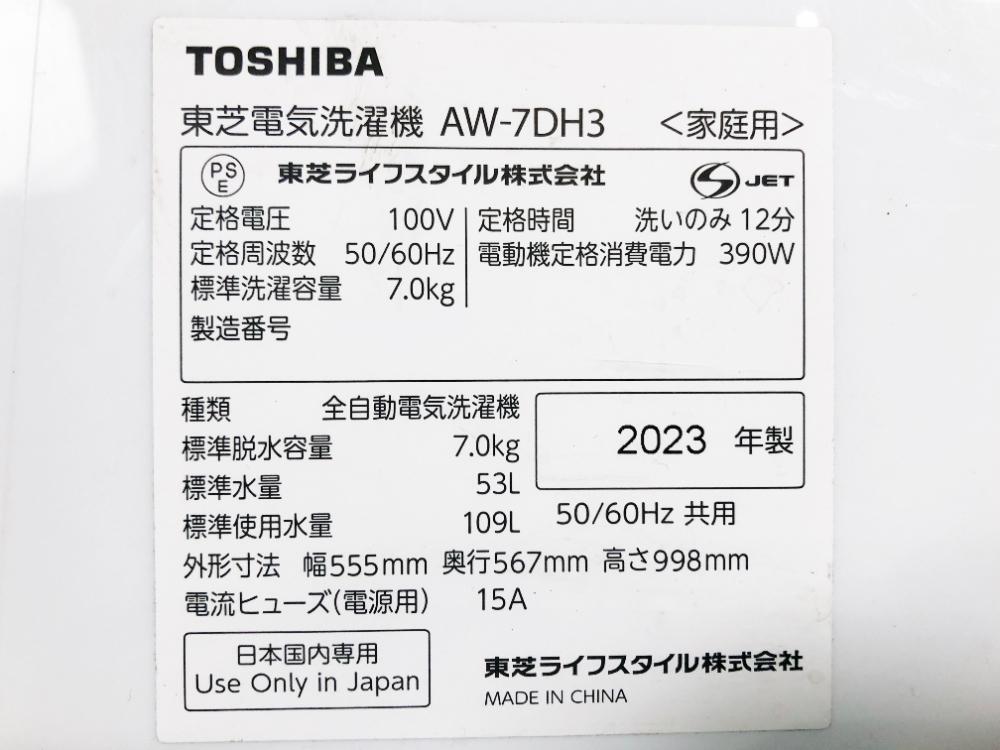 TOSHIBA
東芝電気洗濯機 AW-7DH3 <家庭用>
PS E 東芝ライフスタイル株式会社 S JET
定格電圧 100V 定格時間 洗いのみ 12分
定格周波数 50/60Hz 電動機定格消費電力 390W
標準洗濯容量 7.0kg
製造番号
種類 全自動電気洗濯機
標準脱水容量 7.0kg 2023 年製
標準水量 53L
標準使用水量 109L 50/60Hz 共用
外形寸法 幅555mm 奥行567mm 高さ998mm
電流ヒューズ(電源用) 15A
日本国内専用 東芝ライフスタイル株式会社
Use Only in Japan MADE IN CHINA